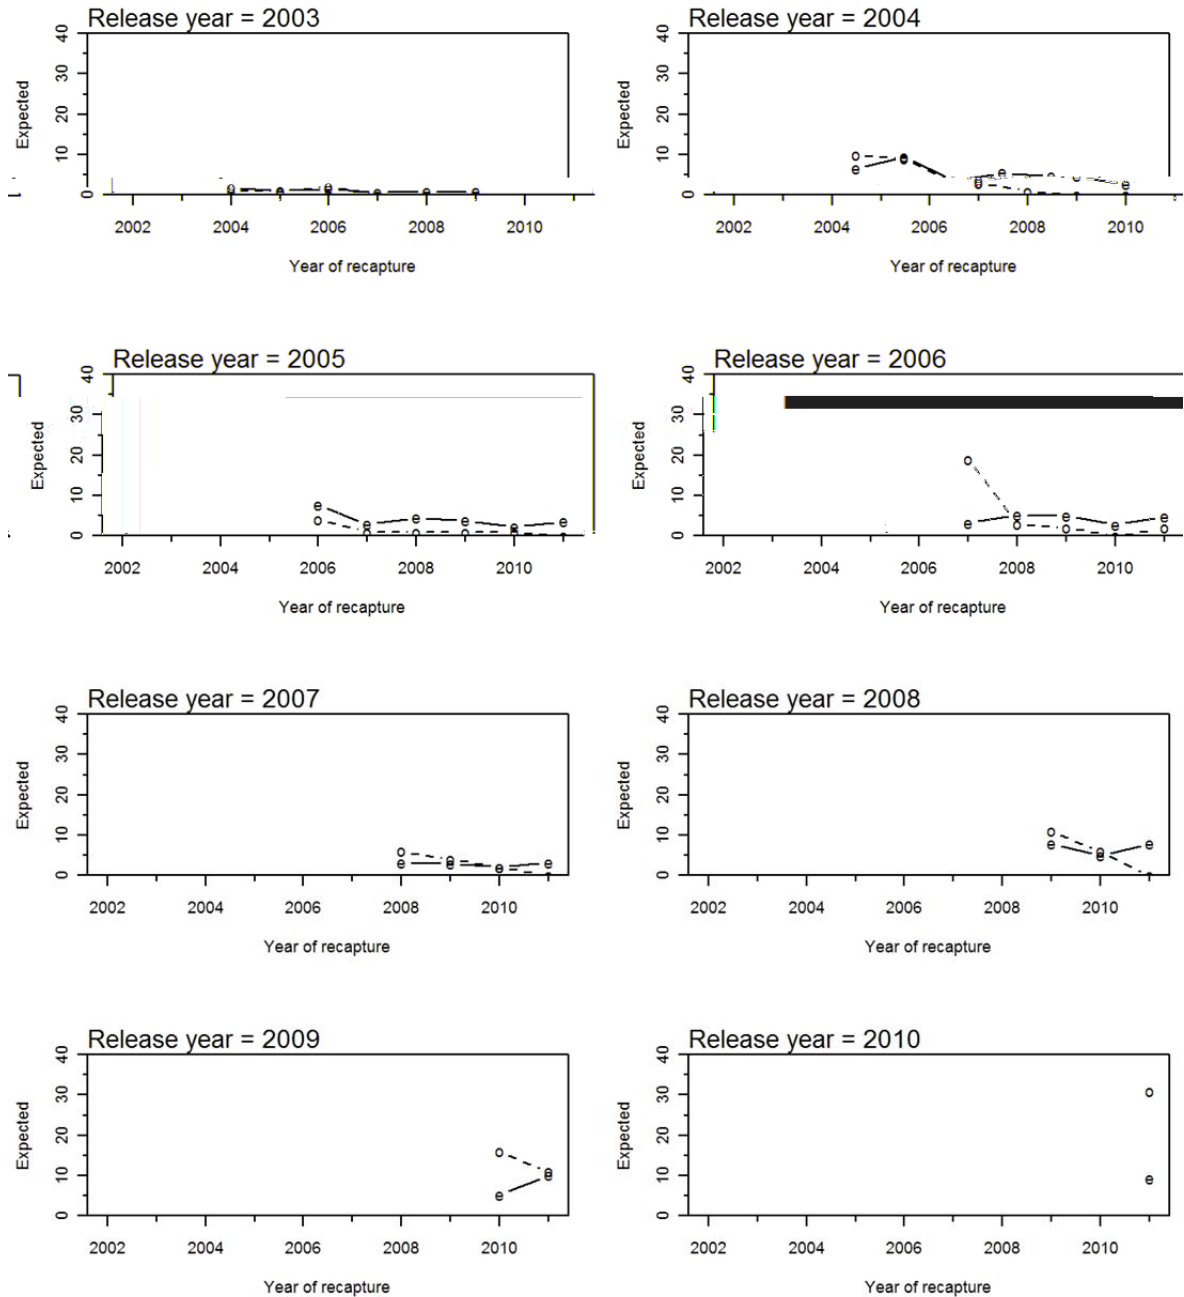 Release year = 2003
Release year = 2004
40
30
20
10
0
Expected
2002 2004 2006 2008 2010
Year of recapture
40
30
20
10
0
Expected
2002 2004 2006 2008 2010
Year of recapture
Release year = 2005
Release year = 2006
40
30
20
10
0
Expected
2002 2004 2006 2008 2010
Year of recapture
40
30
20
10
0
Expected
2002 2004 2006 2008 2010
Year of recapture
Release year = 2007
Release year = 2008
40
30
20
10
0
Expected
2002 2004 2006 2008 2010
Year of recapture
40
30
20
10
0
Expected
2002 2004 2006 2008 2010
Year of recapture
Release year = 2009
Release year = 2010
40
30
20
10
0
Expected
2002 2004 2006 2008 2010
Year of recapture
40
30
20
10
0
Expected
2002 2004 2006 2008 2010
Year of recapture